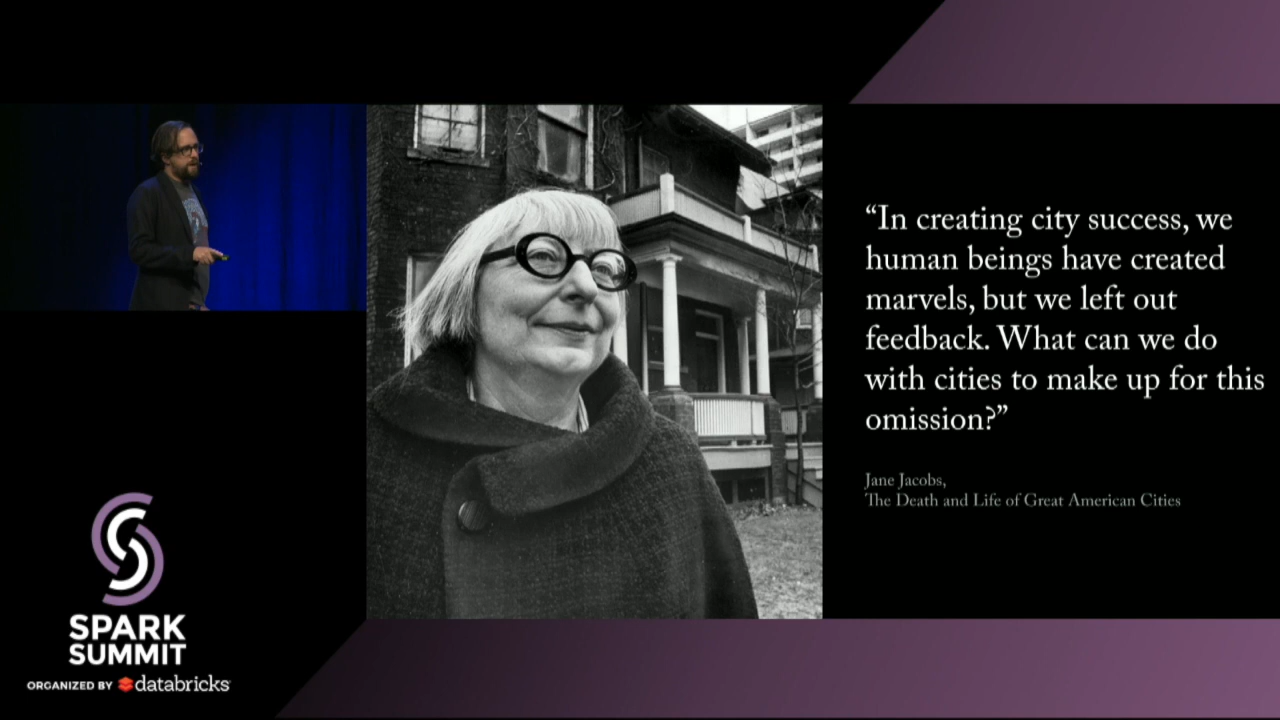 “In creating city success, we
human beings have created
marvels, but we left out
feedback. What can we do
with cities to make up for this
omission?”
Jane Jacobs,
The Death and Life of Great American Cities
SPARK
SUMMIT
ORGANIZED BY databricks